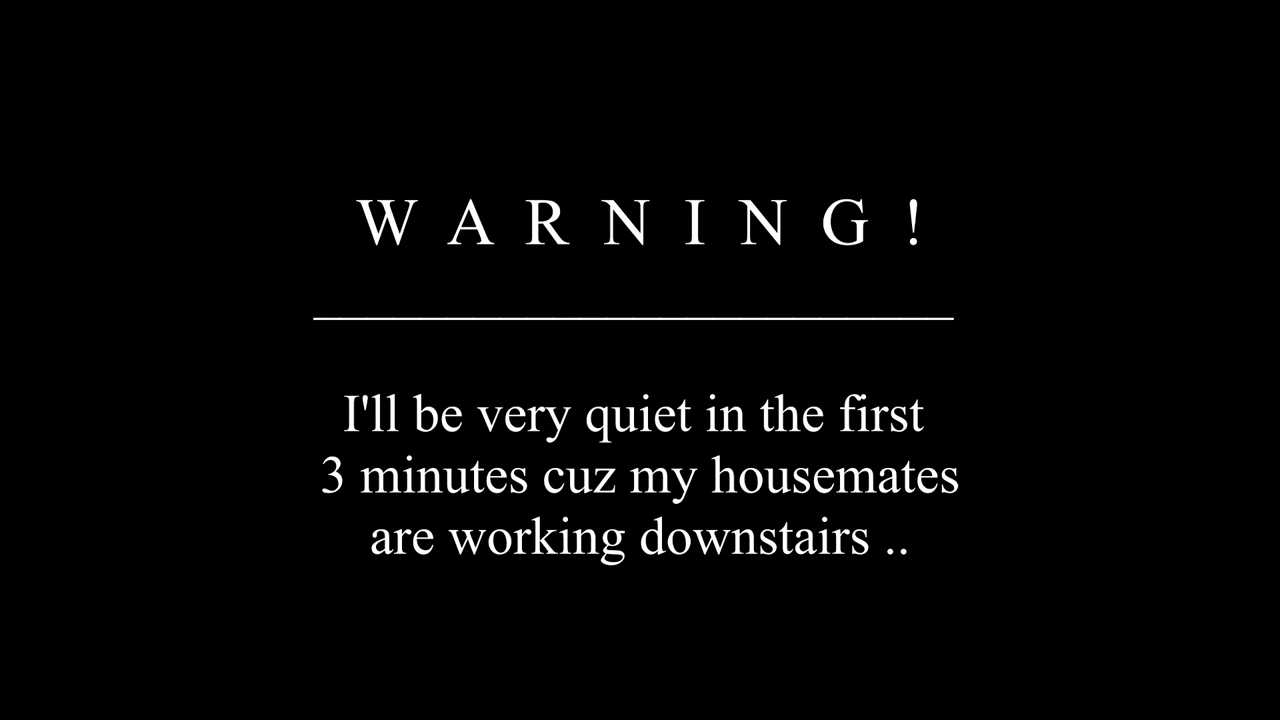 W A R N I N G !
I'll be very quiet in the first
3 minutes cuz my housemates
are working downstairs ..